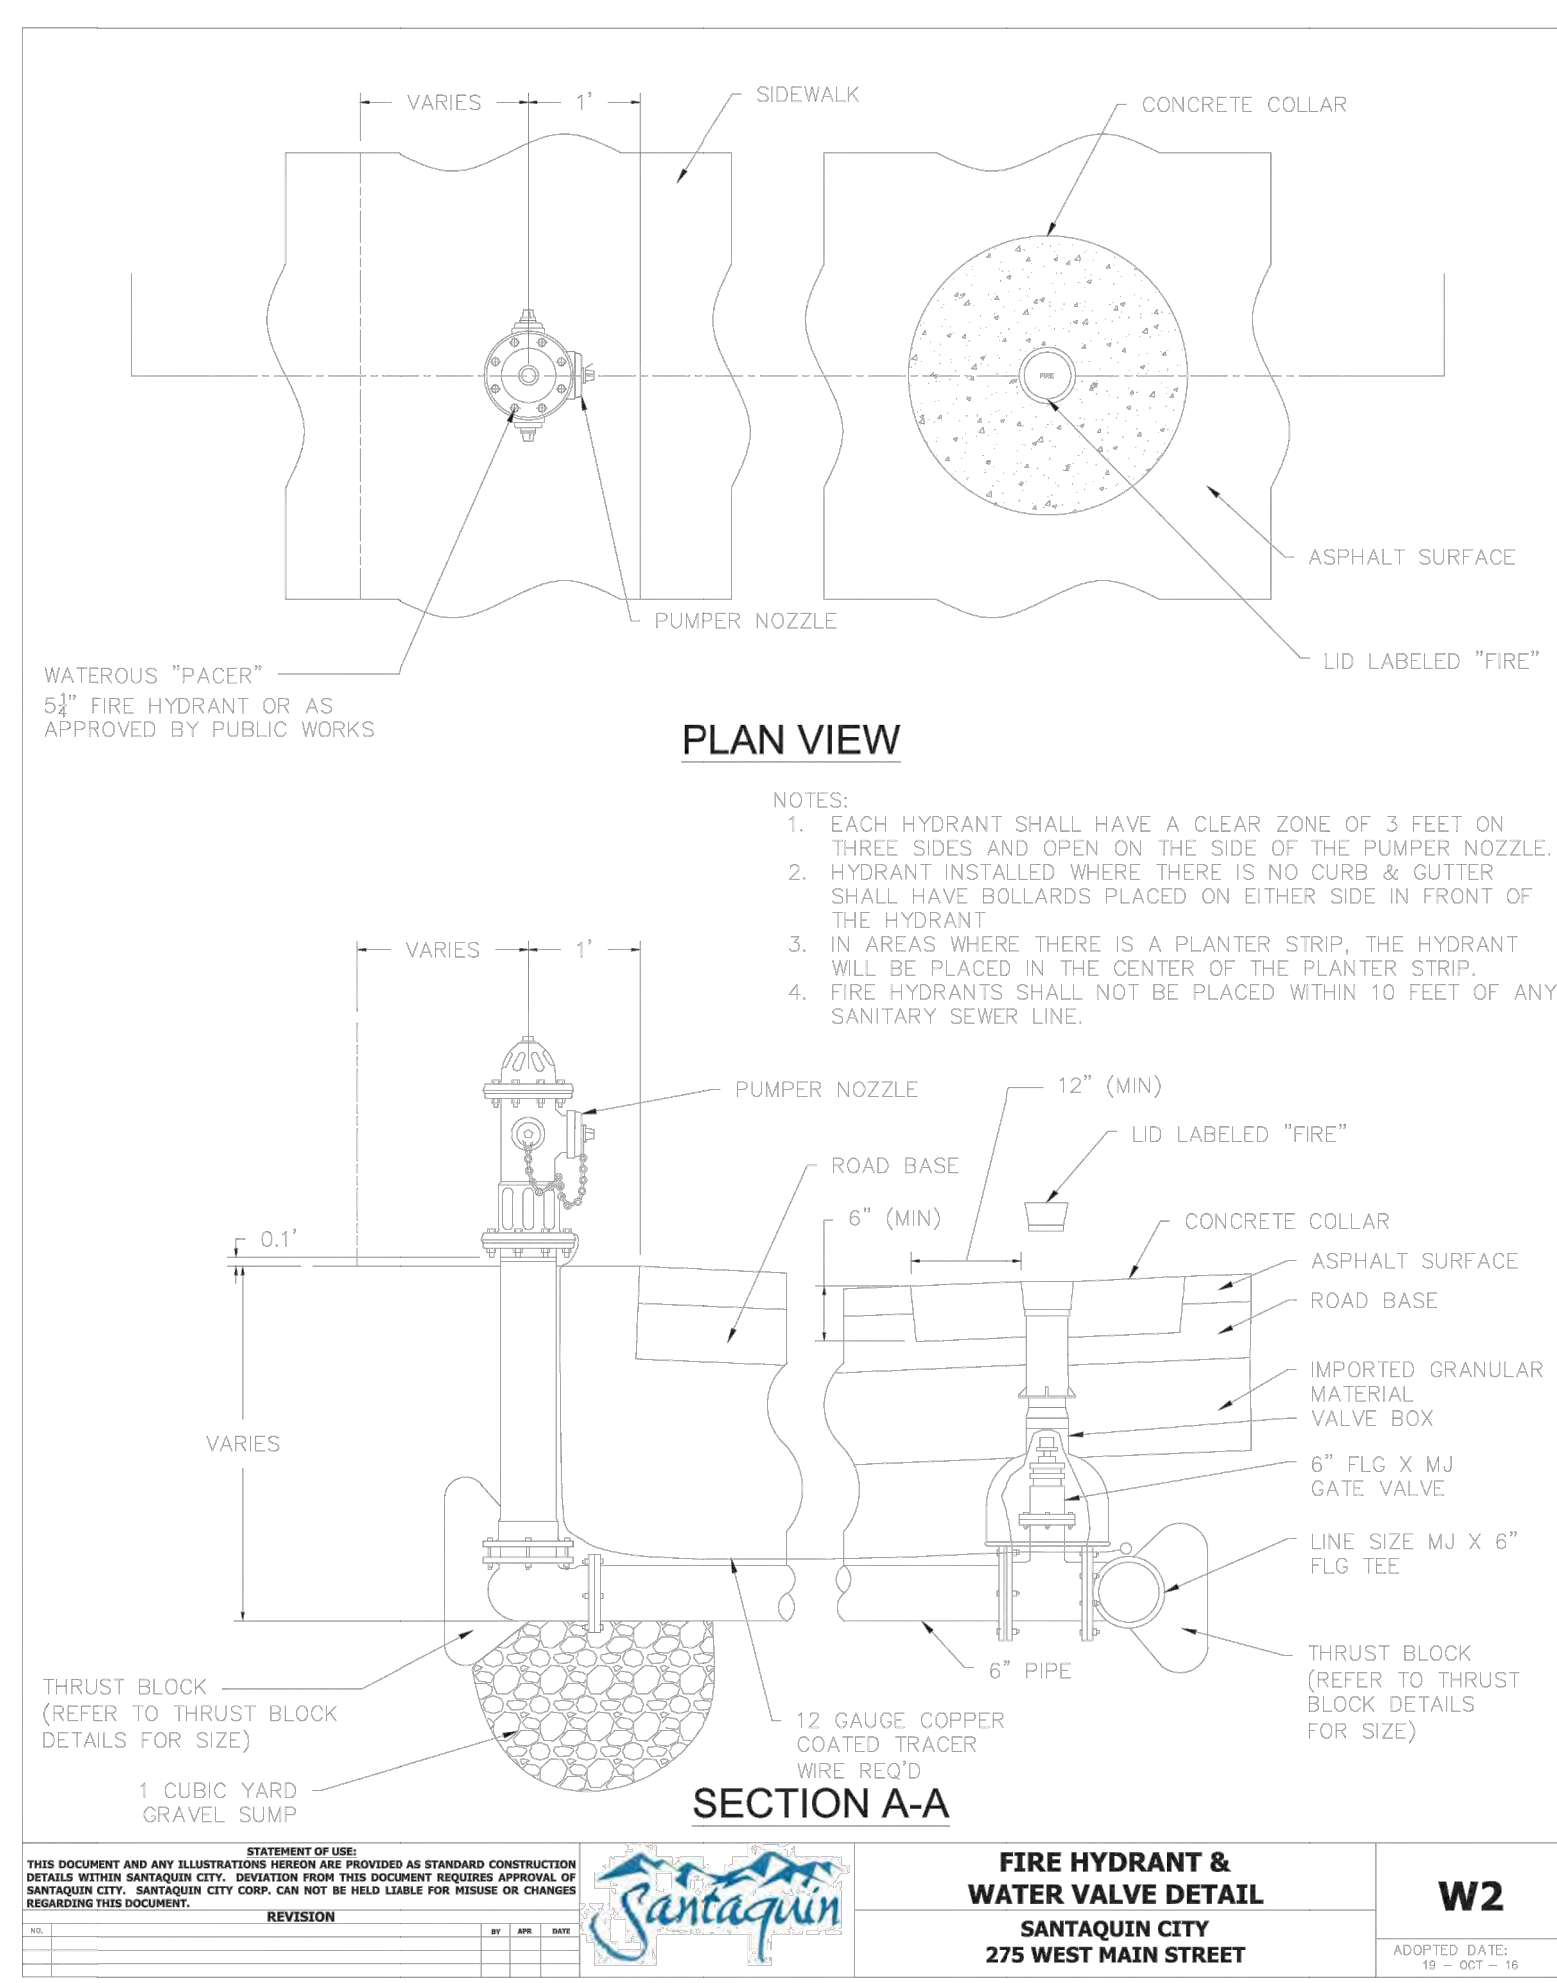 VARIES
1'
SIDEWALK
CONCRETE COLLAR
FIRE
ASPHALT SURFACE
PUMPER NOZZLE
LID LABELED "FIRE"
WATEROUS "PACER"
5 1/4" FIRE HYDRANT OR AS
APPROVED BY PUBLIC WORKS
PLAN VIEW
NOTES:
1. EACH HYDRANT SHALL HAVE A CLEAR ZONE OF 3 FEET ON
THREE SIDES AND OPEN ON THE SIDE OF THE PUMPER NOZZLE.
2. HYDRANT INSTALLED WHERE THERE IS NO CURB & GUTTER
SHALL HAVE BOLLARDS PLACED ON EITHER SIDE IN FRONT OF
THE HYDRANT
3. IN AREAS WHERE THERE IS A PLANTER STRIP, THE HYDRANT
WILL BE PLACED IN THE CENTER OF THE PLANTER STRIP.
4. FIRE HYDRANTS SHALL NOT BE PLACED WITHIN 10 FEET OF ANY
SANITARY SEWER LINE.
VARIES
1'
PUMPER NOZZLE
12" (MIN)
LID LABELED "FIRE"
ROAD BASE
6" (MIN)
CONCRETE COLLAR
0.1'
ASPHALT SURFACE
ROAD BASE
IMPORTED GRANULAR
MATERIAL
VALVE BOX
VARIES
6" FLG X MJ
GATE VALVE
LINE SIZE MJ X 6"
FLG TEE
THRUST BLOCK
(REFER TO THRUST
BLOCK DETAILS
FOR SIZE)
6" PIPE
THRUST BLOCK
(REFER TO THRUST BLOCK
DETAILS FOR SIZE)
12 GAUGE COPPER
COATED TRACER
WIRE REQ'D
1 CUBIC YARD
GRAVEL SUMP
SECTION A-A
STATEMENT OF USE:
THIS DOCUMENT AND ANY ILLUSTRATIONS HEREON ARE PROVIDED AS STANDARD CONSTRUCTION
DETAILS WITHIN SANTAQUIN CITY. DEVIATION FROM THIS DOCUMENT REQUIRES APPROVAL OF
SANTAQUIN CITY. SANTAQUIN CITY CORP. CAN NOT BE HELD LIABLE FOR MISUSE OR CHANGES
REGARDING THIS DOCUMENT.
REVISION
NO. BY APR DATE
Santaquin
FIRE HYDRANT &
WATER VALVE DETAIL
SANTAQUIN CITY
275 WEST MAIN STREET
W2
ADOPTED DATE:
19 - OCT - 16